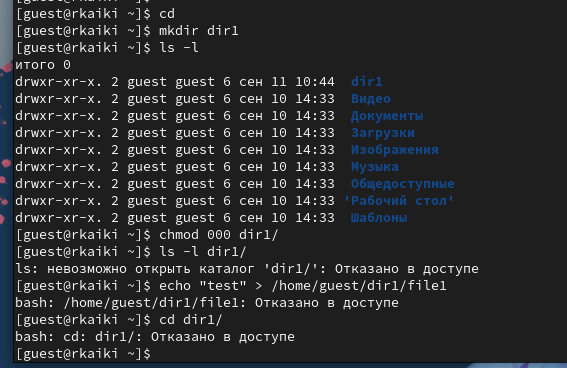 [guest@rkaiki ~]$ cd
[guest@rkaiki ~]$ mkdir dir1
[guest@rkaiki ~]$ ls -l
итого 0
drwxr-xr-x. 2 guest guest 6 сен 11 10:44  dir1
drwxr-xr-x. 2 guest guest 6 сен 10 14:33  Видео
drwxr-xr-x. 2 guest guest 6 сен 10 14:33  Документы
drwxr-xr-x. 2 guest guest 6 сен 10 14:33  Загрузки
drwxr-xr-x. 2 guest guest 6 сен 10 14:33  Изображения
drwxr-xr-x. 2 guest guest 6 сен 10 14:33  Музыка
drwxr-xr-x. 2 guest guest 6 сен 10 14:33  Общедоступные
drwxr-xr-x. 2 guest guest 6 сен 10 14:33 'Рабочий стол'
drwxr-xr-x. 2 guest guest 6 сен 10 14:33  Шаблоны
[guest@rkaiki ~]$ chmod 000 dir1/
[guest@rkaiki ~]$ ls -l dir1/
ls: невозможно открыть каталог 'dir1/': Отказано в доступе
[guest@rkaiki ~]$ echo "test" > /home/guest/dir1/file1
bash: /home/guest/dir1/file1: Отказано в доступе
[guest@rkaiki ~]$ cd dir1/
bash: cd: dir1/: Отказано в доступе
[guest@rkaiki ~]$